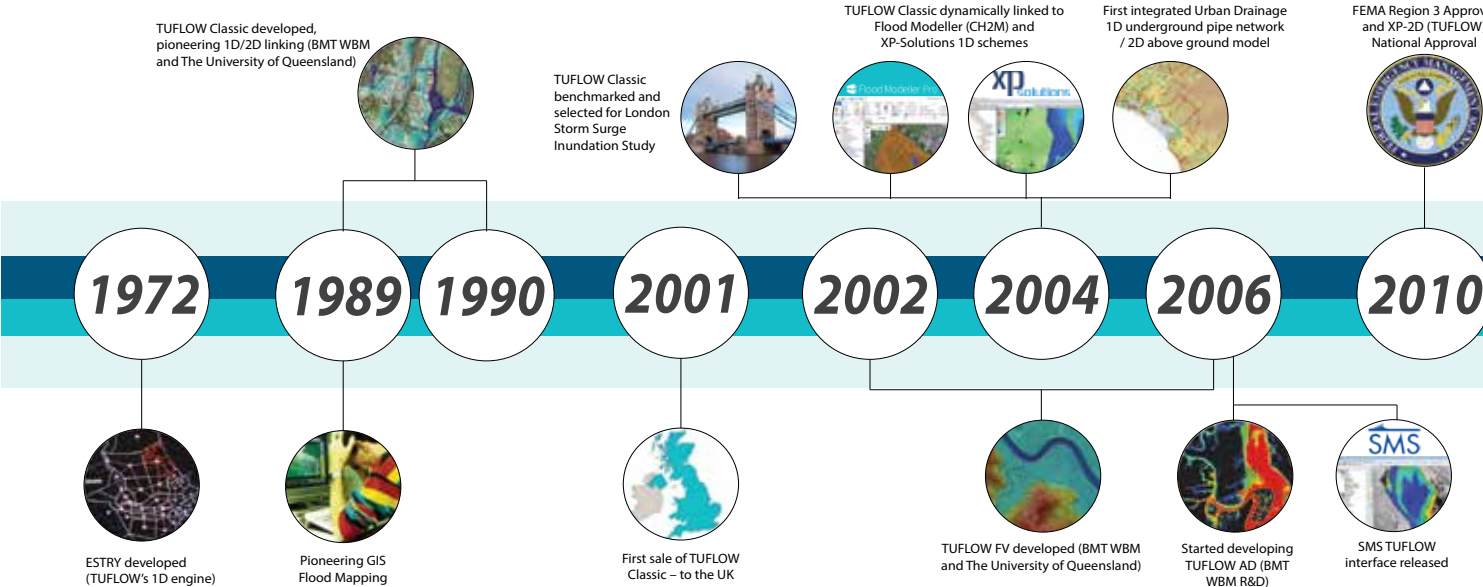 TUFLOW Classic developed,
pioneering 1D/2D linking (BMT WBM
and The University of Queensland)
TUFLOW Classic
benchmarked and
selected for London
Storm Surge
Inundation Study
TUFLOW Classic dynamically linked to
Flood Modeller (CH2M) and
XP-Solutions 1D schemes
First integrated Urban Drainage
1D underground pipe network
/ 2D above ground model
FEMA Region 3 Approv
and XP-2D (TUFLOW
National Approval
Flood Modeller Pro
xp
solutions
1972
1989
1990
2001
2002
2004
2006
2010
ESTRY developed
(TUFLOW's 1D engine)
Pioneering GIS
Flood Mapping
First sale of TUFLOW
Classic – to the UK
TUFLOW FV developed (BMT WBM
and The University of Queensland)
Started developing
TUFLOW AD (BMT
WBM R&D)
SMS
SMS TUFLOW
interface released